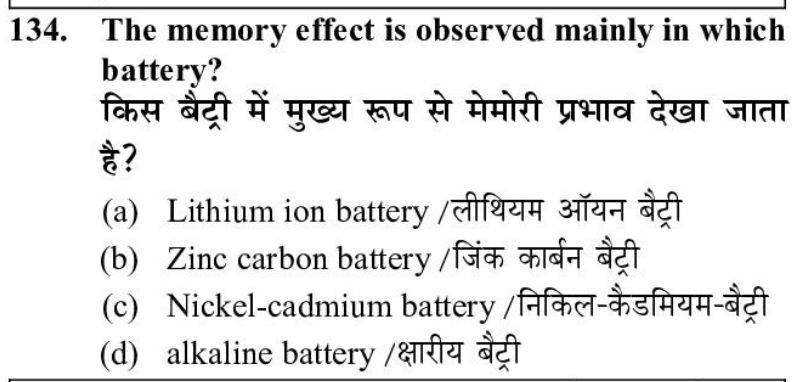 134. The memory effect is observed mainly in which
battery?
किस बैट्री में मुख्य रूप से मेमोरी प्रभाव देखा जाता
है?
(a) Lithium ion battery /लीथियम ऑयन बैट्री
(b) Zinc carbon battery /जिंक कार्बन बैट्री
(c) Nickel-cadmium battery /निकिल-कैडमियम-बैट्री
(d) alkaline battery /क्षारीय बैट्री